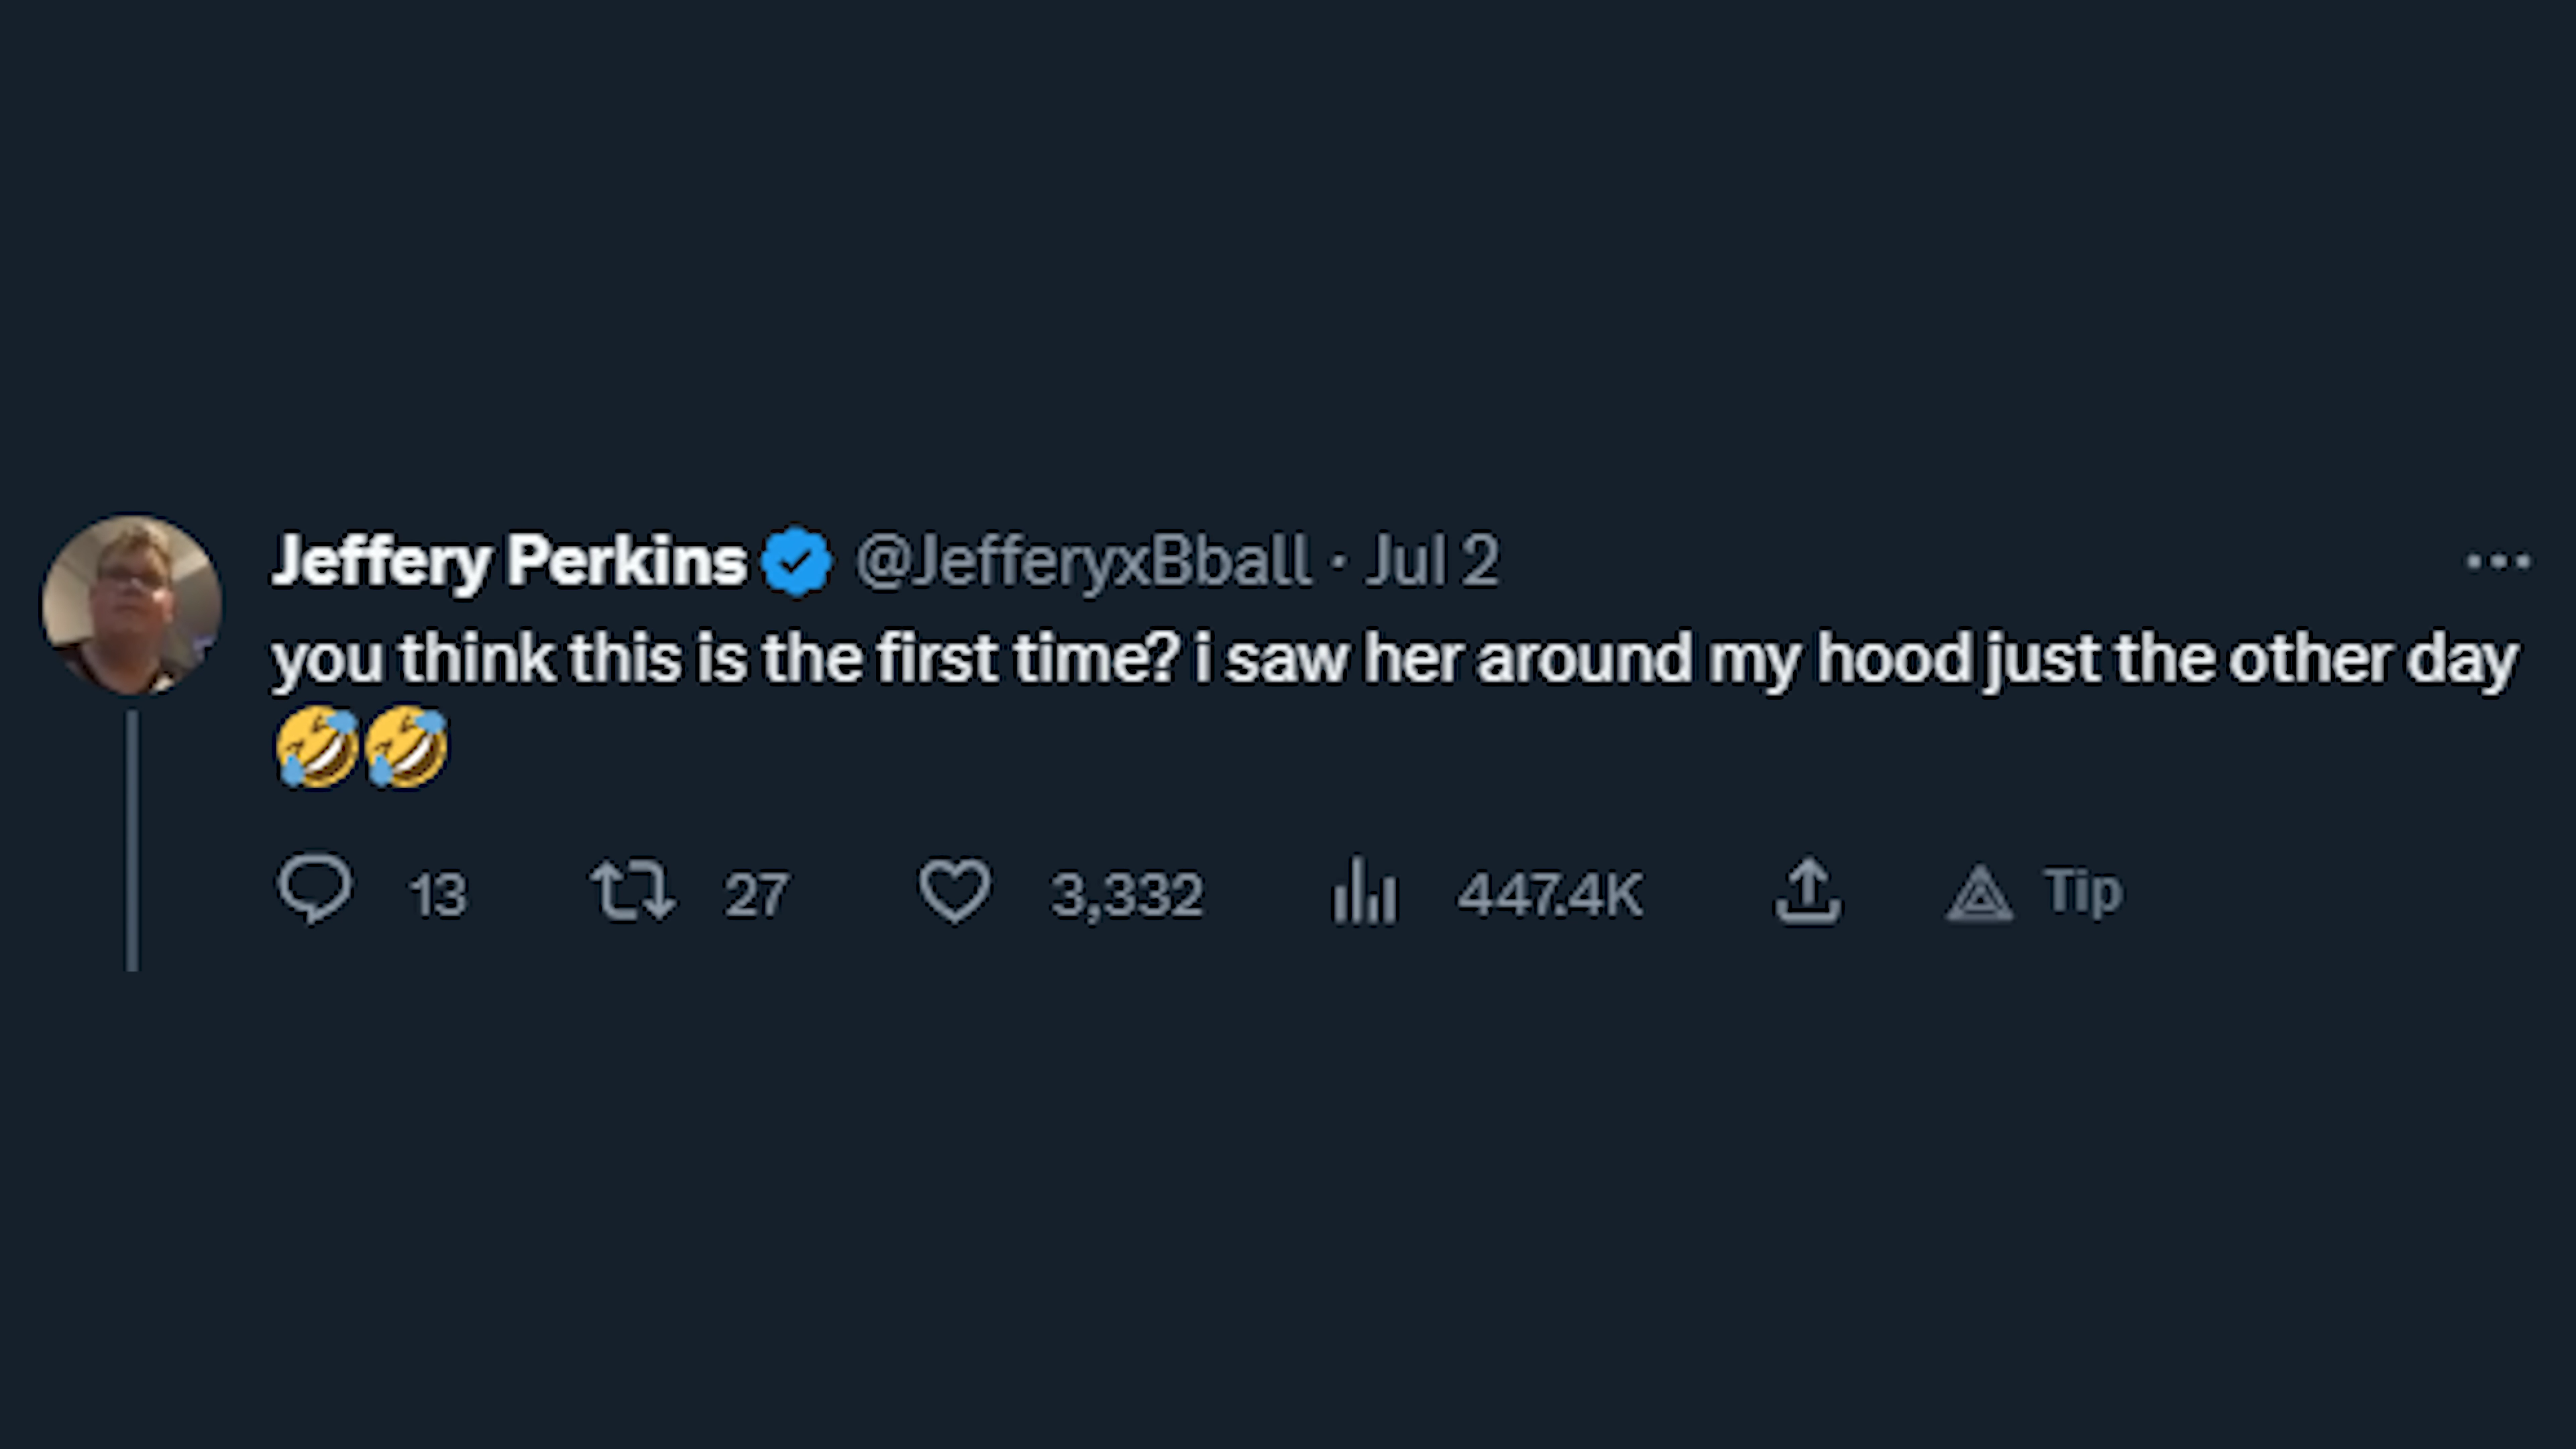 Jeffery Perkins @JefferyxBball · Jul 2
you think this is the first time? i saw her around my hood just the other day
🤣🤣
13 27 3,332 447.4K Tip